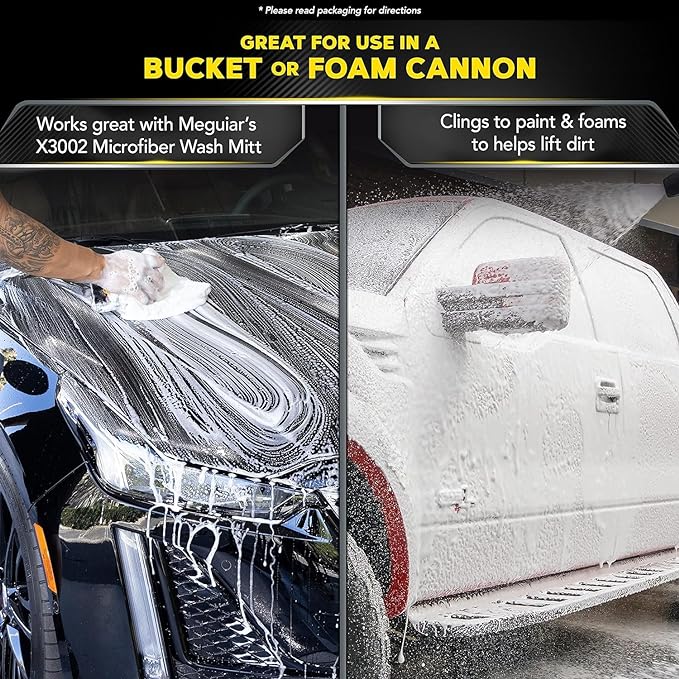 * Please read packaging for directions
GREAT FOR USE IN A
BUCKET OR FOAM CANNON
Works great with Meguiar's
X3002 Microfiber Wash Mitt
Clings to paint & foams
to helps lift dirt